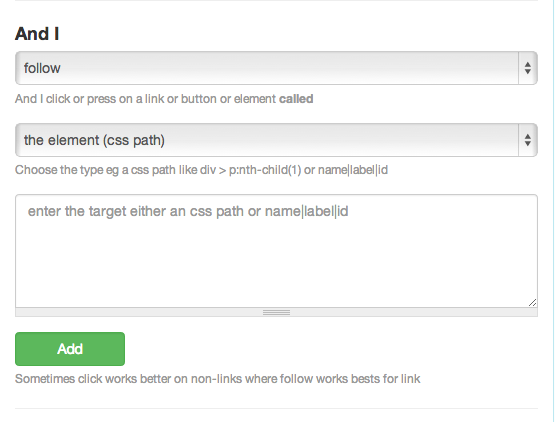 And I
follow
And I click or press on a link or button or element called
the element (css path)
Choose the type eg a css path like div > p:nth-child(1) or name|label|id
enter the target either an css path or name|label|id
Add
Sometimes click works better on non-links where follow works bests for link